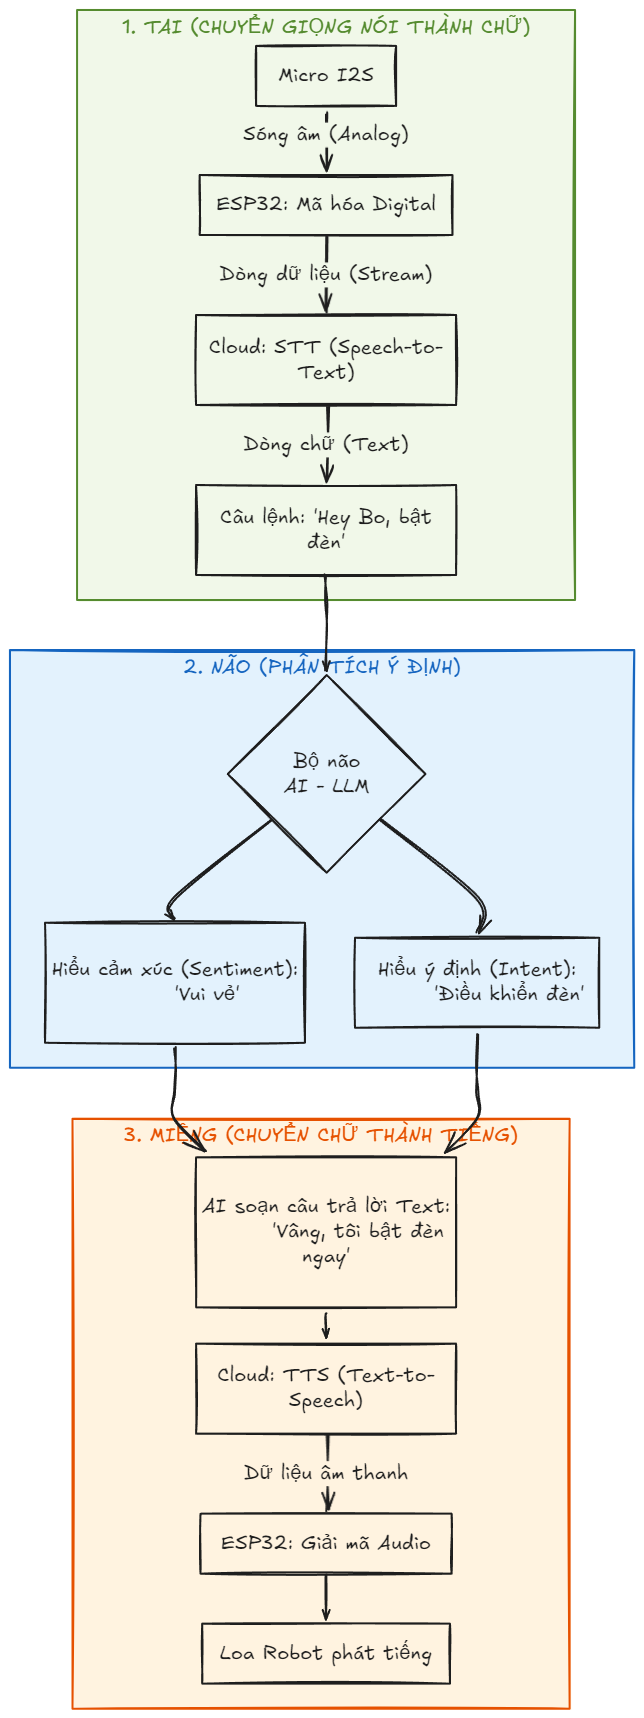 1. TAI (CHUYỂN GIỌNG NÓI THÀNH CHỮ)
Micro I2S
Sóng âm (Analog)
ESP32: Mã hóa Digital
Dòng dữ liệu (Stream)
Cloud: STT (Speech-to-
Text)
Dòng chữ (Text)
Câu lệnh: 'Hey Bo, bật
đèn'
2. NÃO (PHÂN TÍCH Ý ĐỊNH)
Bộ não
AI - LLM
Hiểu cảm xúc (Sentiment):
'Vui vẻ'
Hiểu ý định (Intent):
'Điều khiển đèn'
3. MIỆNG (CHUYỂN CHỮ THÀNH TIẾNG)
AI soạn câu trả lời Text:
'Vâng, tôi bật đèn
ngay'
Cloud: TTS (Text-to-
Speech)
Dữ liệu âm thanh
ESP32: Giải mã Audio
Loa Robot phát tiếng